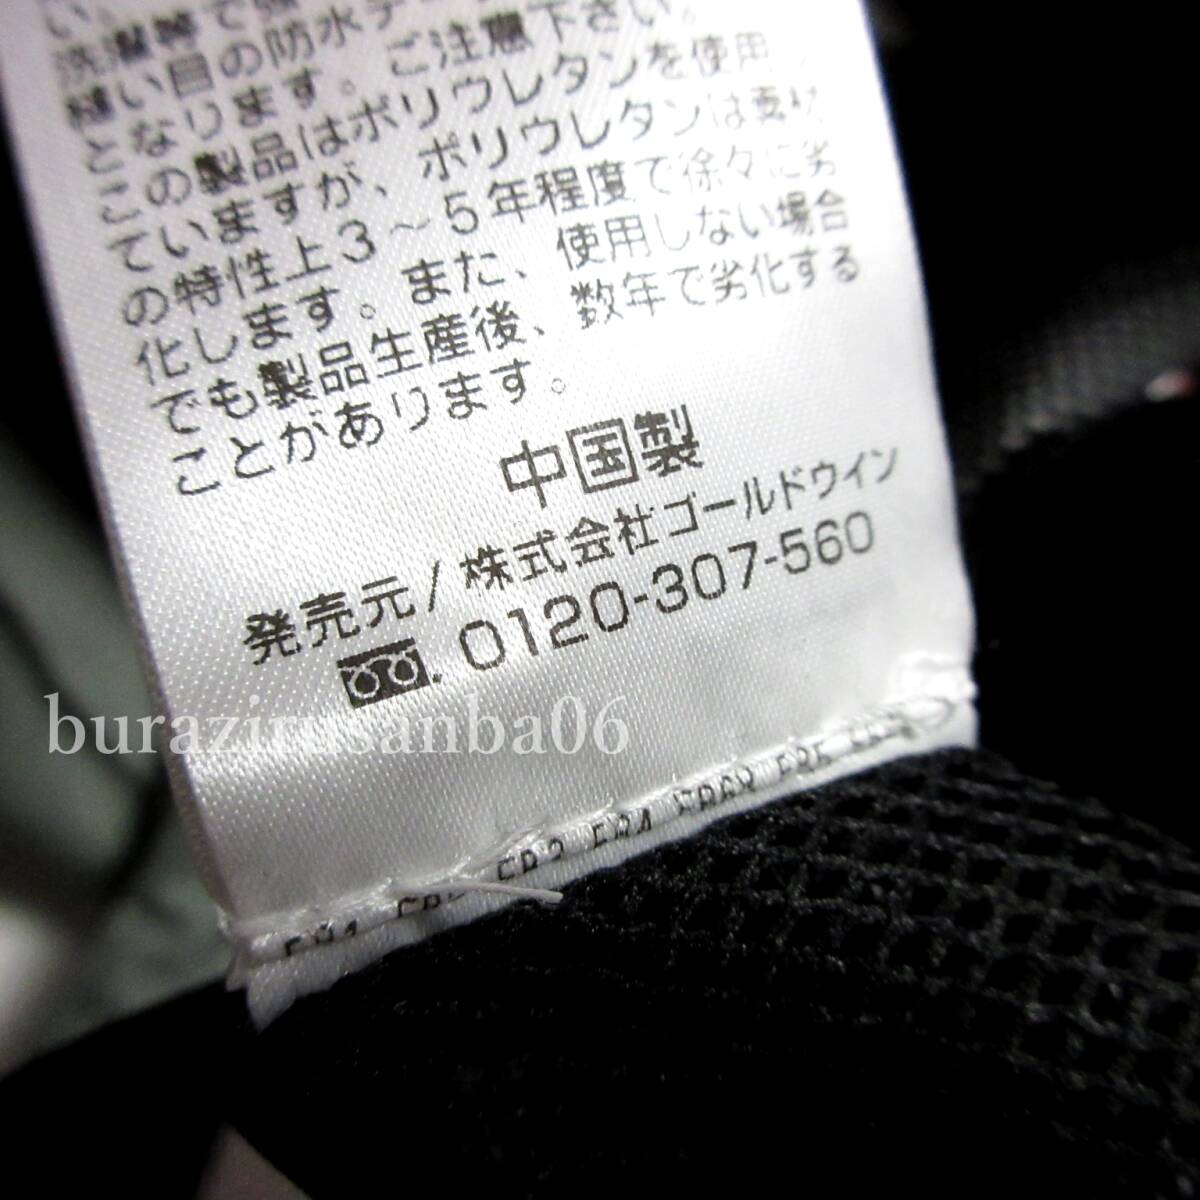 洗濯等で強
縫い目の防水テ
となります。ご注意下さい。
この製品はポリウレタンを使用
ていますが、ポリウレタンは素材
の特性上3～5年程度で徐々に劣
化します。また、使用しない場合
でも製品生産後、数年で劣化する
ことがあります。
中国製
発売元/株式会社ゴールドウイン
0120-307-560
burazirusanba06